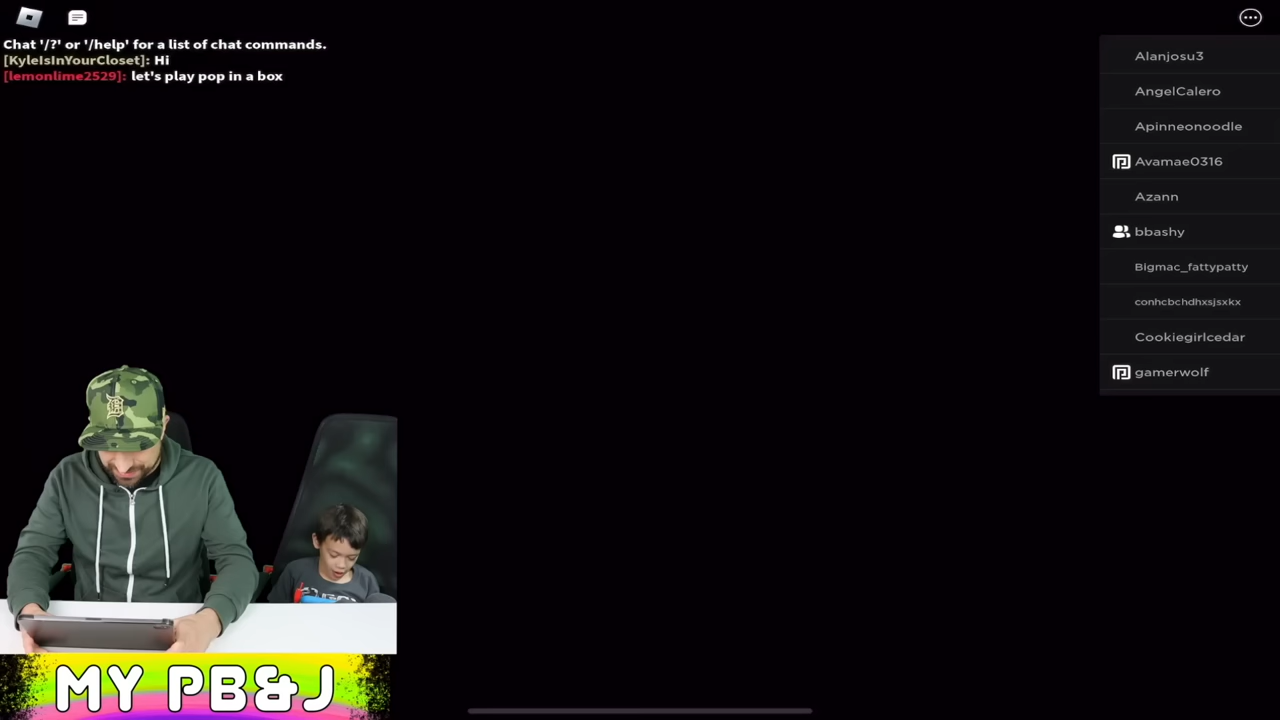 Chat '/?' or '/help' for a list of chat commands.
[KyleIsInYourCloset]: Hi
[lemonlime2529]: let's play pop in a box
Alanjosu3
AngelCalero
Apinneonoodle
Avamae0316
Azann
bbashy
Bigmac_fattypatty
conhcbchdhxsjsxkx
Cookiegirlcedar
gamerwolf
MY PB&J